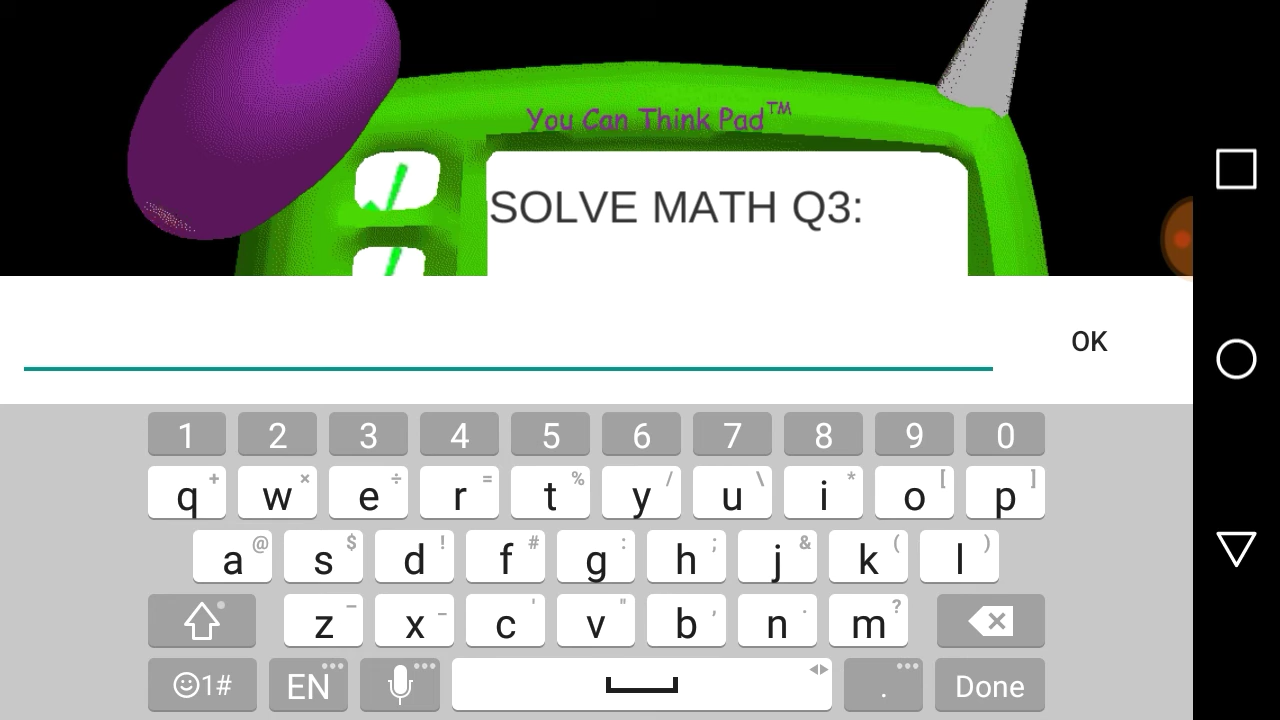 You Can Think Pad™
SOLVE MATH Q3:
OK
1 2 3 4 5 6 7 8 9 0
q + w × e ÷ r = t % y / u \ i * o [ p ]
a @ s $ d ! f # g : h ; j & k ( l )
z – x _ c ' v " b , n . m ?
1# EN . Done